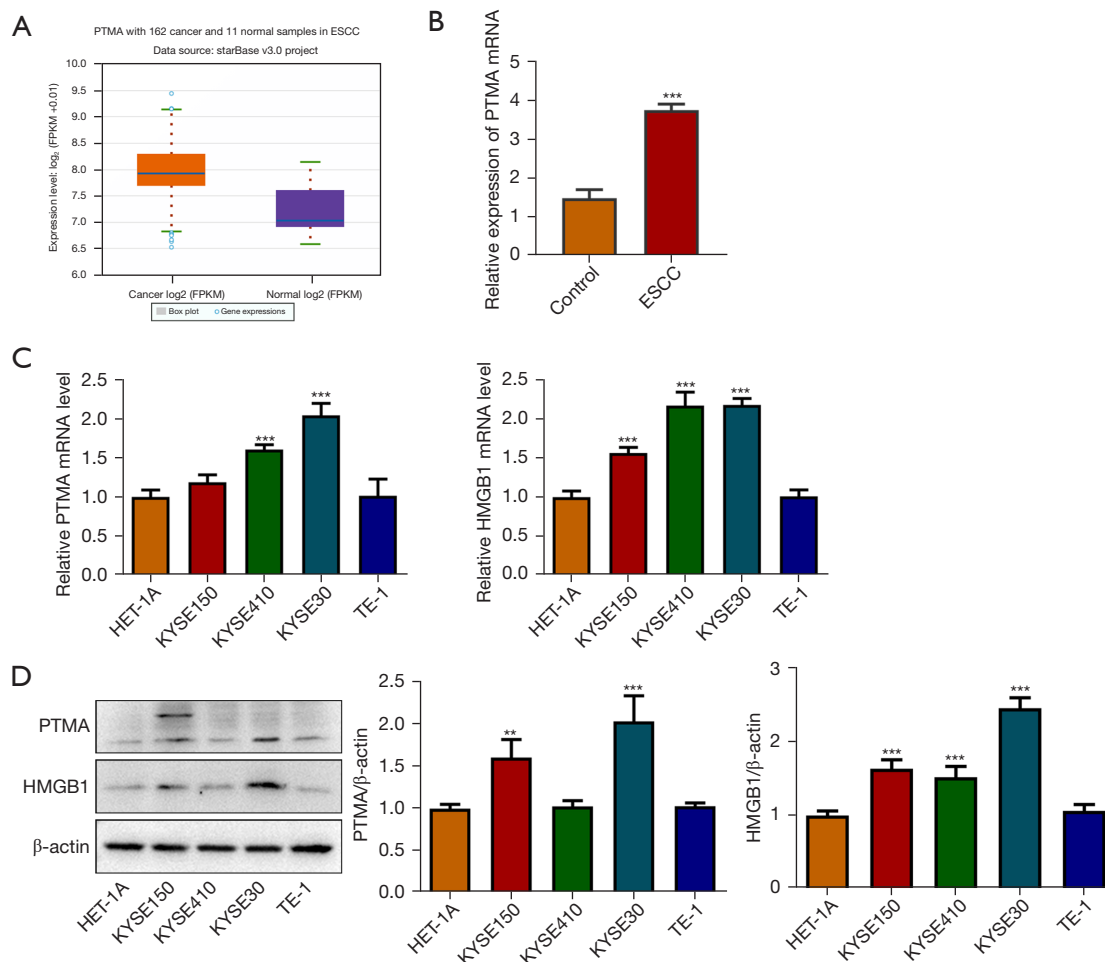 A
PTMA with 162 cancer and 11 normal samples in ESCC
Data source: starBase v3.0 project
Expression level: log₂ (FPKM +0.01)
10.0
9.5
9.0
8.5
8.0
7.5
7.0
6.5
6.0
Cancer log2 (FPKM)
Normal log2 (FPKM)
Box plot
Gene expressions
B
Relative expression of PTMA mRNA
5
4
3
2
1
0
***
Control
ESCC
C
Relative PTMA mRNA level
2.5
2.0
1.5
1.0
0.5
0.0
***
***
HET-1A
KYSE150
KYSE410
KYSE30
TE-1
Relative HMGB1 mRNA level
2.5
2.0
1.5
1.0
0.5
0.0
***
***
***
HET-1A
KYSE150
KYSE410
KYSE30
TE-1
D
PTMA
HMGB1
β-actin
HET-1A
KYSE150
KYSE410
KYSE30
TE-1
PTMA/β-actin
2.5
2.0
1.5
1.0
0.5
0.0
**
***
HET-1A
KYSE150
KYSE410
KYSE30
TE-1
HMGB1/β-actin
3
2
1
0
***
***
***
HET-1A
KYSE150
KYSE410
KYSE30
TE-1